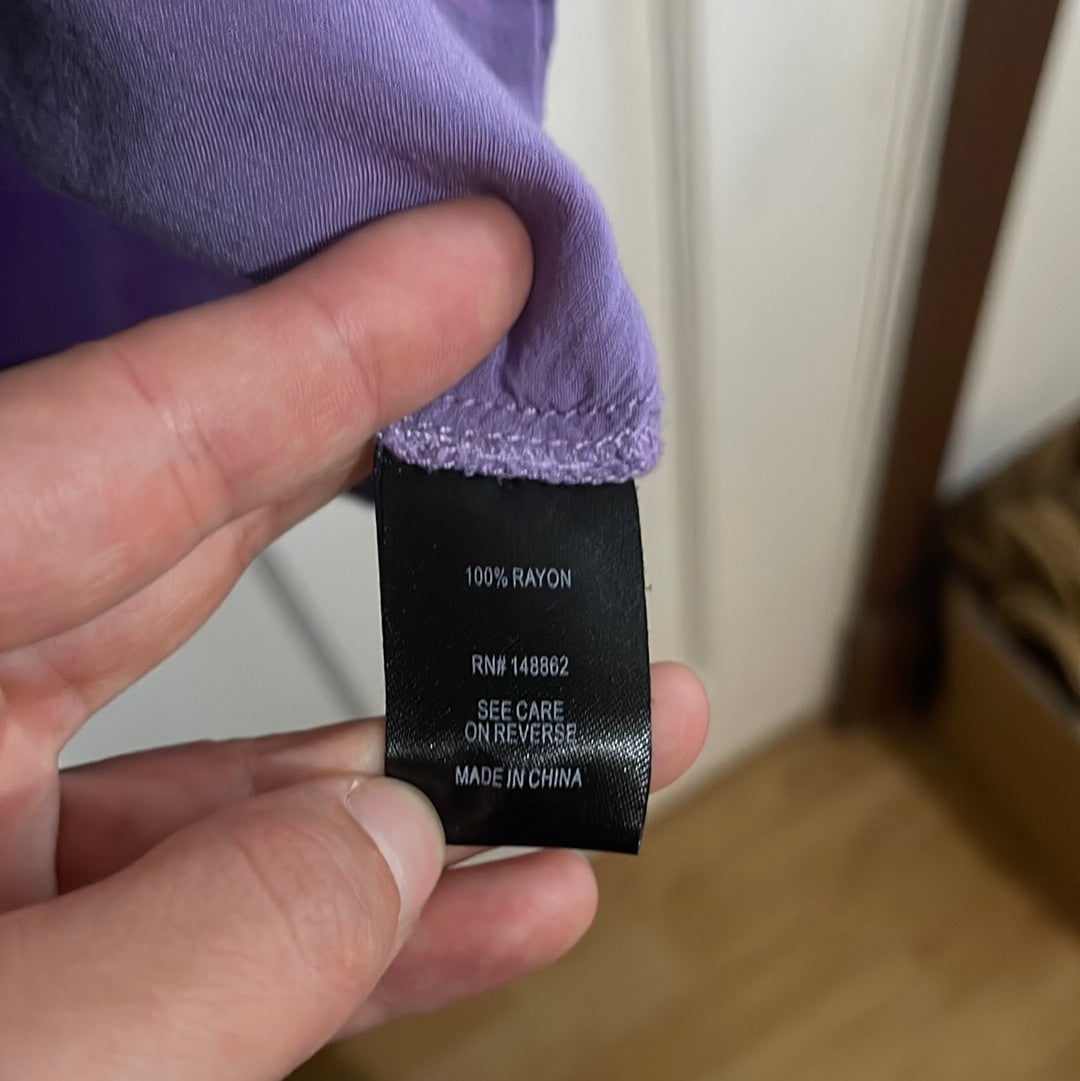 100% RAYON
RN# 148862
SEE CARE
ON REVERSE
MADE IN CHINA